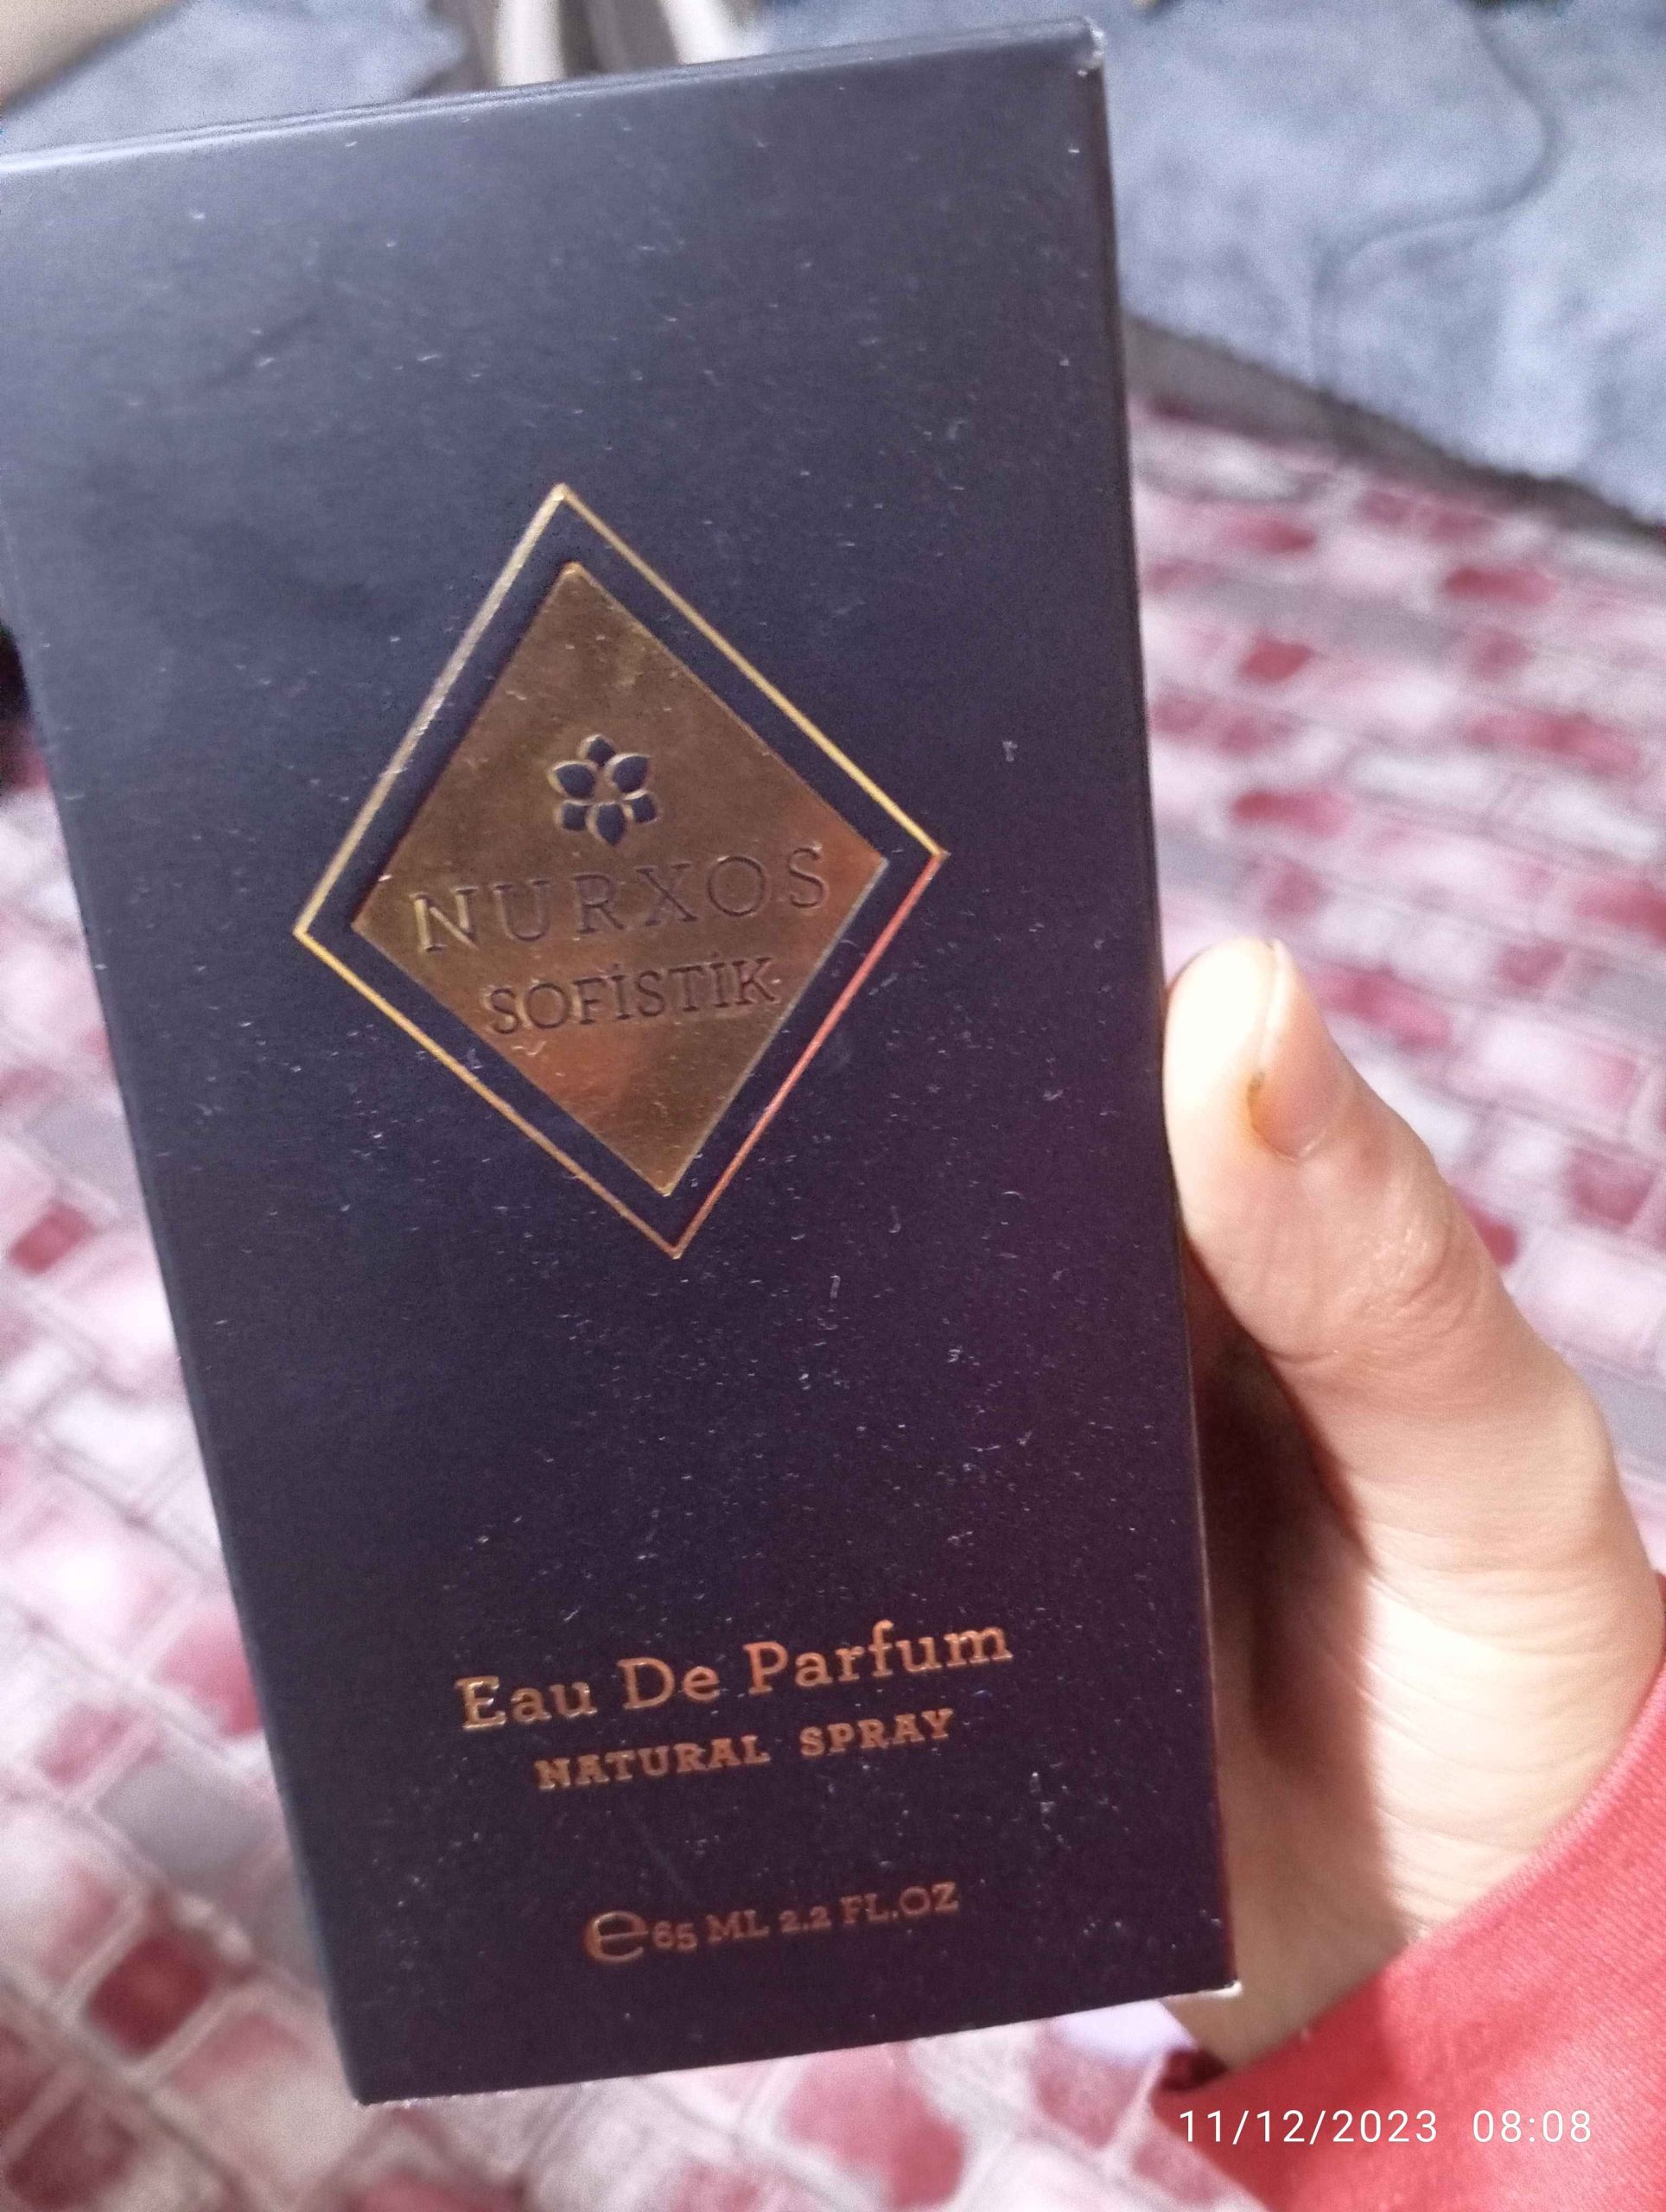 NURXOS
SOFİSTİK
Eau De Parfum
NATURAL SPRAY
℮65 ML 2.2 FL.OZ
11/12/2023 08:08